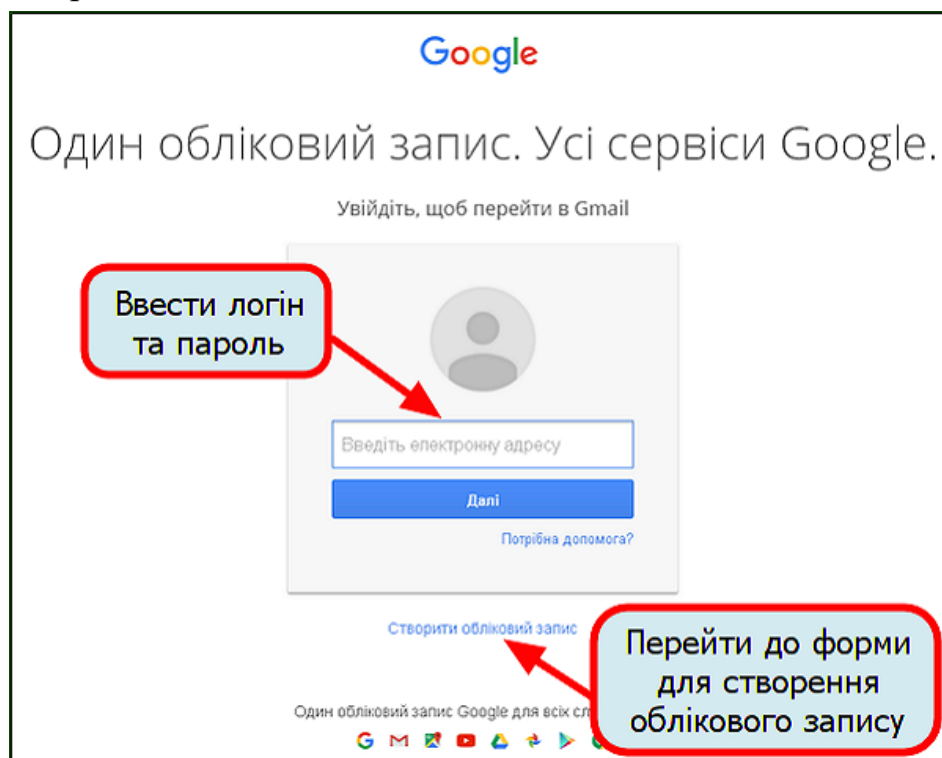 Google
Один обліковий запис. Усі сервіси Google.
Увійдіть, щоб перейти в Gmail
Ввести логін
та пароль
Введіть електронну адресу
Далі
Потрібна допомога?
Створити обліковий запис
Перейти до форми
для створення
облікового запису
Один обліковий запис Google для всіх